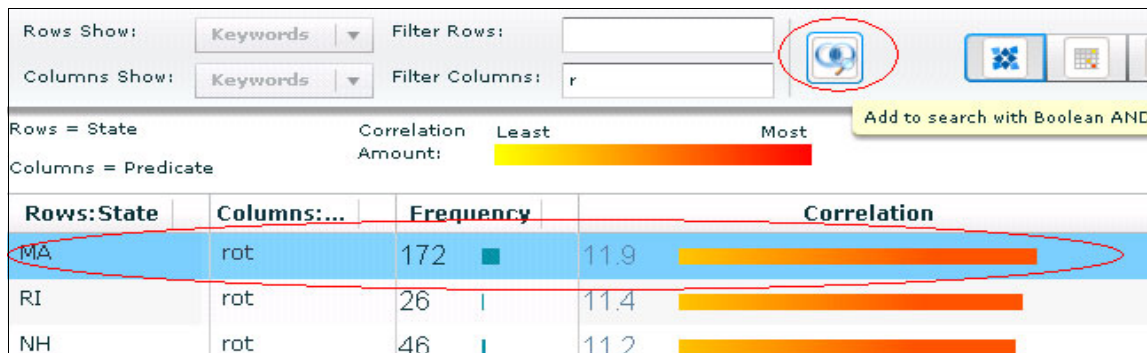 Rows Show: Keywords Filter Rows:
Columns Show: Keywords Filter Columns: r
Add to search with Boolean AND
Rows = State Correlation Amount: Least Most
Columns = Predicate
Rows:State Columns:... Frequency Correlation
MA rot 172 11.9
RI rot 26 11.4
NH rot 46 11.2